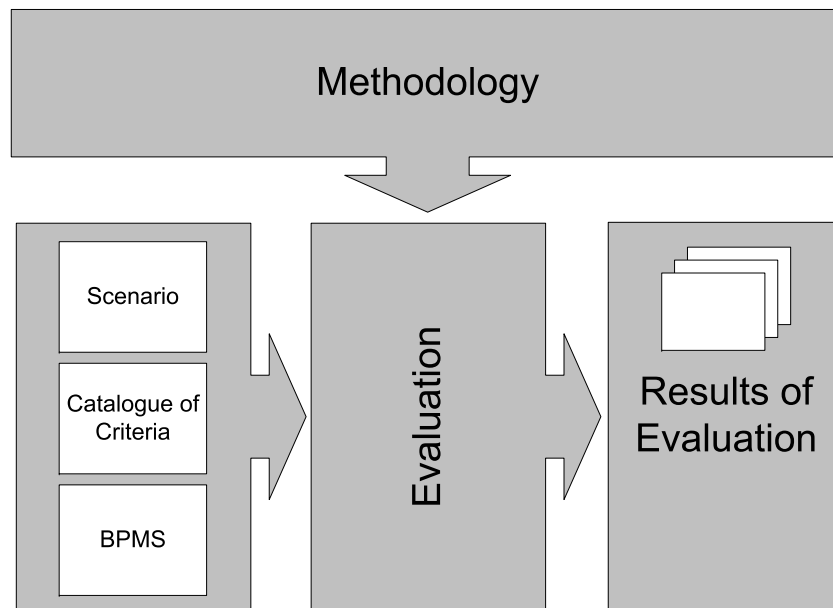 Methodology
Scenario
Catalogue of
Criteria
BPMS
Evaluation
Results of
Evaluation